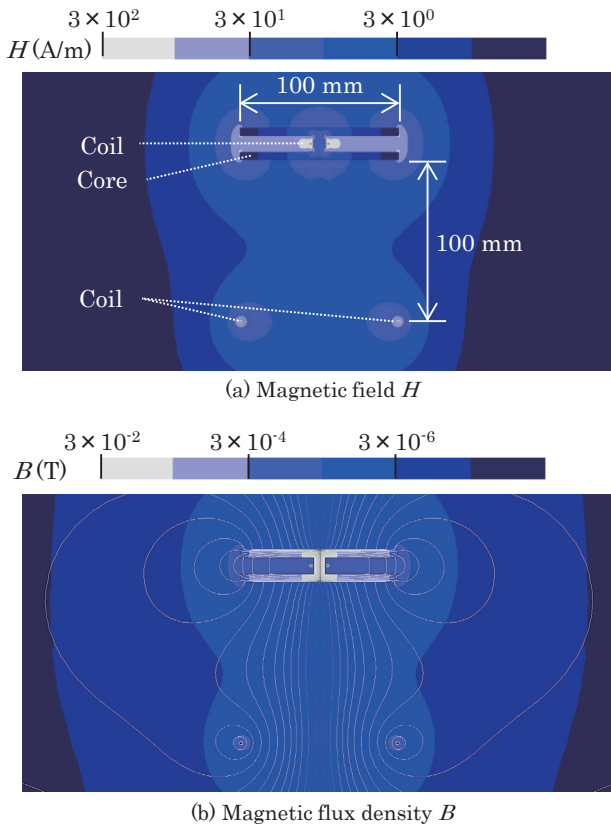 3×10² 3×10¹ 3×10⁰
H (A/m)
100 mm
Coil
Core
100 mm
Coil
(a) Magnetic field H
3×10⁻² 3×10⁻⁴ 3×10⁻⁶
B (T)
(b) Magnetic flux density B